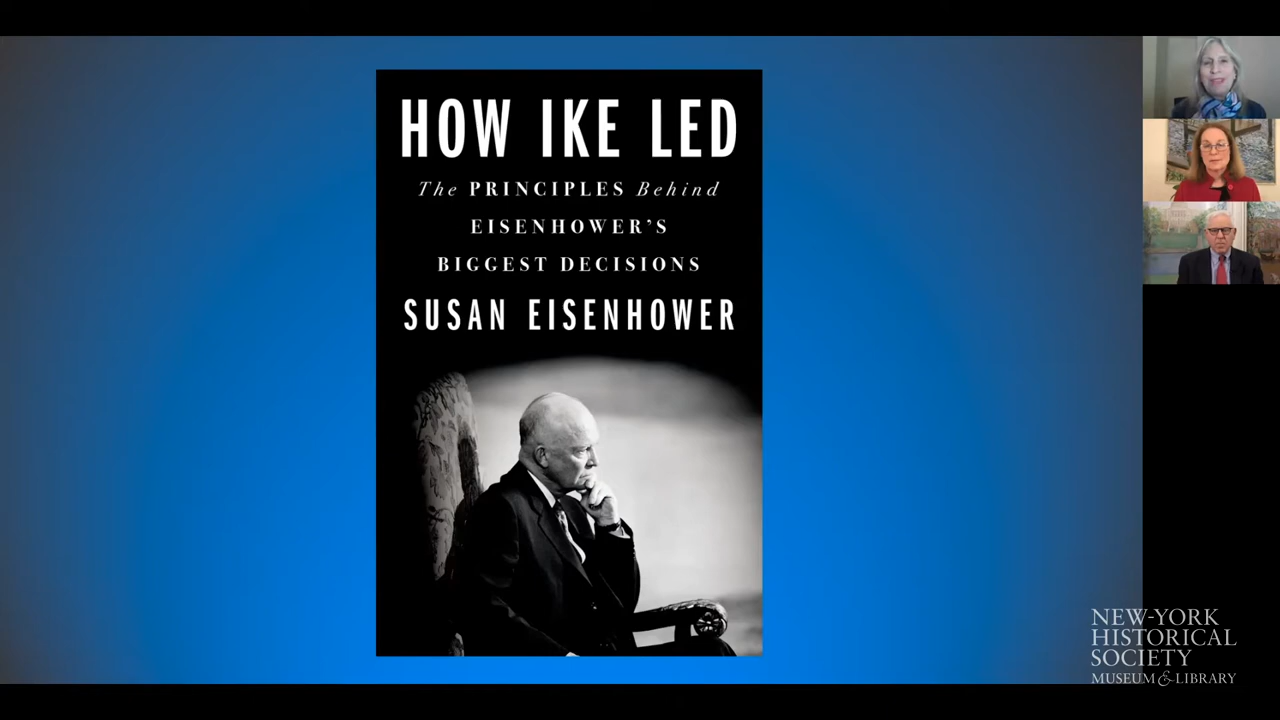 HOW IKE LED
The PRINCIPLES Behind
EISENHOWER'S
BIGGEST DECISIONS
SUSAN EISENHOWER
NEW-YORK
HISTORICAL
SOCIETY
MUSEUM & LIBRARY